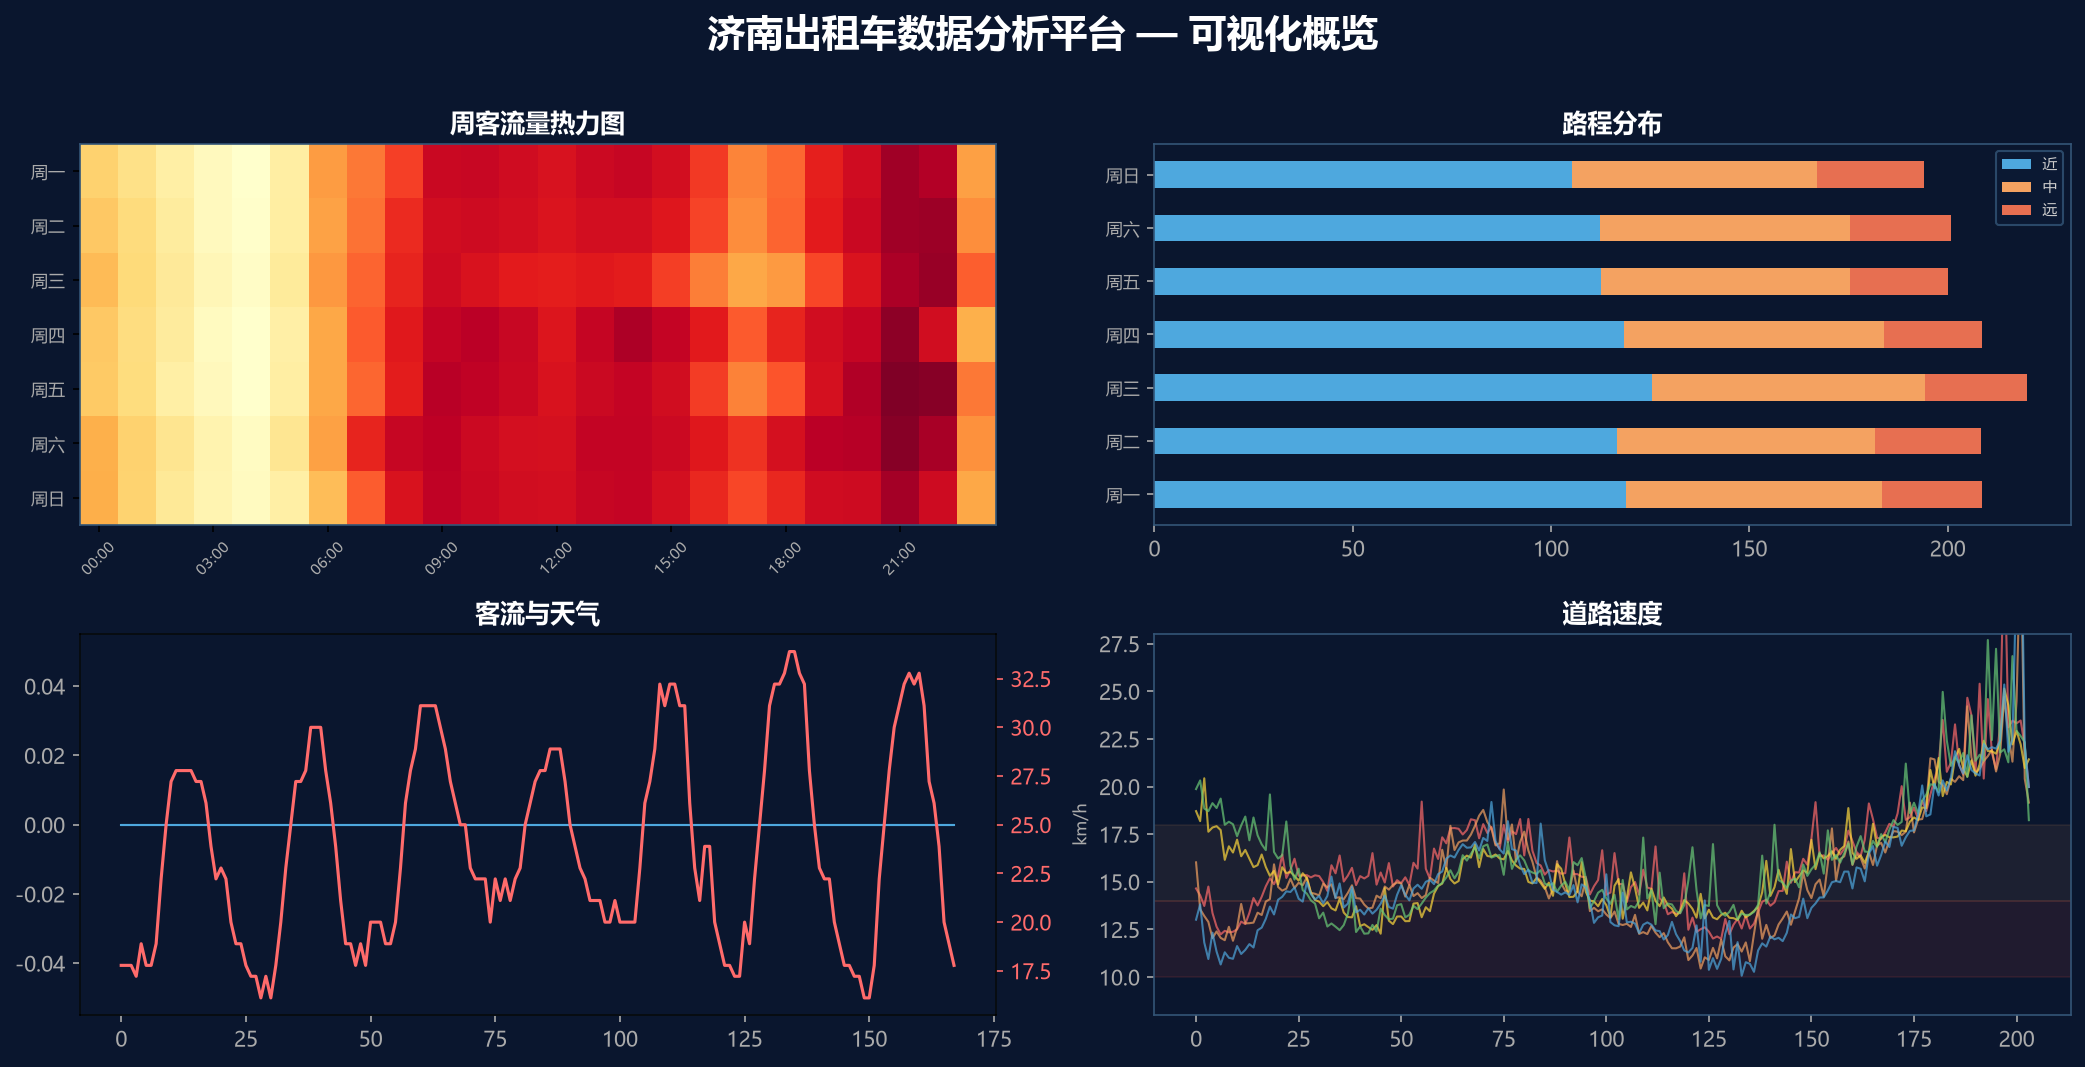 济南出租车数据分析平台 — 可视化概览
周客流量热力图
周一
周二
周三
周四
周五
周六
周日
00:00 03:00 06:00 09:00 12:00 15:00 18:00 21:00
路程分布
周日
周六
周五
周四
周三
周二
周一
近
中
远
0 50 100 150 200
客流与天气
0.04
0.02
0.00
-0.02
-0.04
32.5
30.0
27.5
25.0
22.5
20.0
17.5
0 25 50 75 100 125 150 175
道路速度
km/h
27.5
25.0
22.5
20.0
17.5
15.0
12.5
10.0
0 25 50 75 100 125 150 175 200